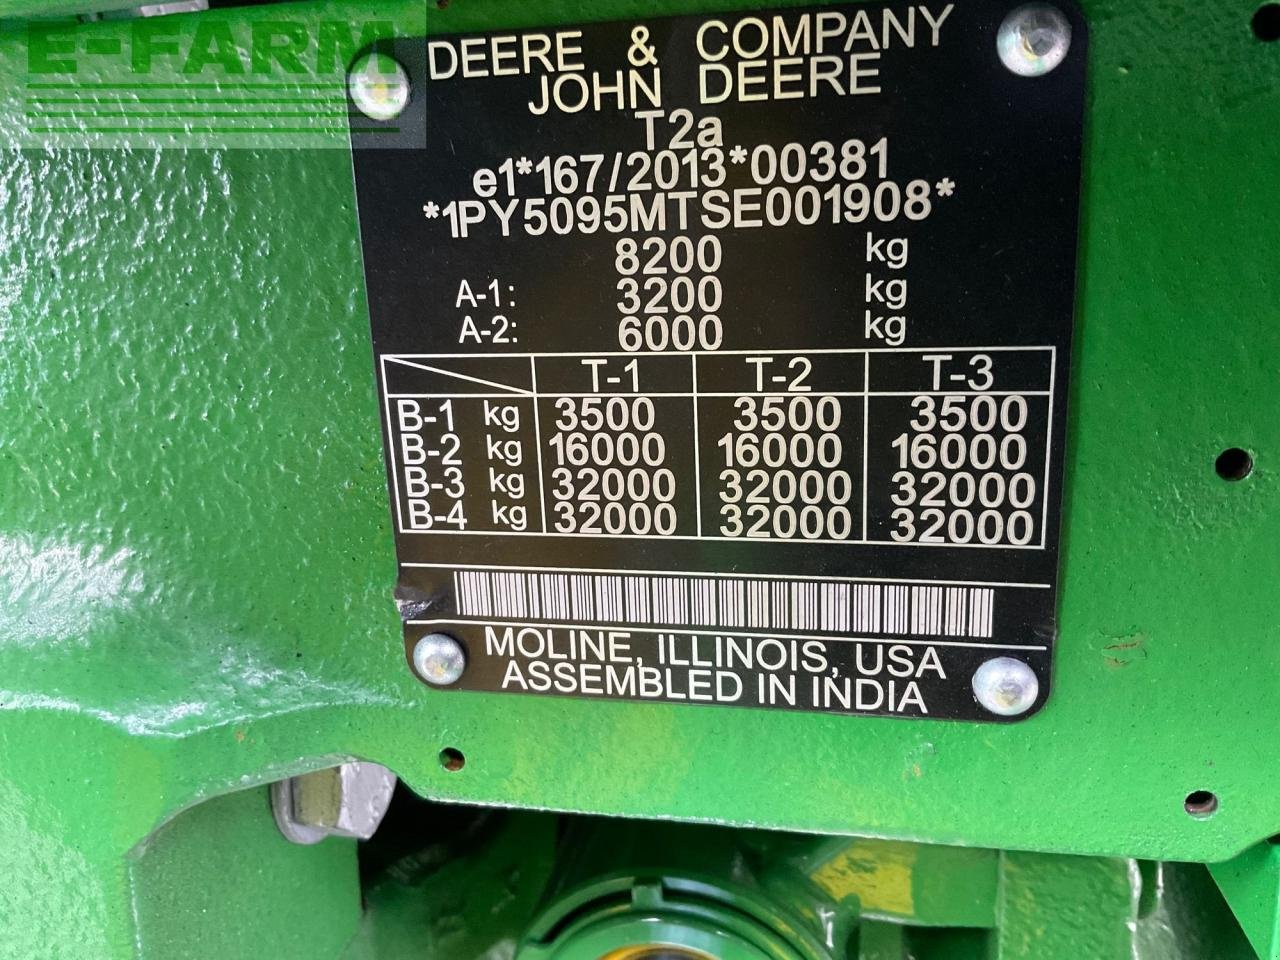 E-FARM
DEERE & COMPANY
JOHN DEERE
T2a
e1*167/2013*00381
*1PY5095MTSE001908*
8200 kg
A-1: 3200 kg
A-2: 6000 kg
T-1 T-2 T-3
B-1 kg 3500 3500 3500
B-2 kg 16000 16000 16000
B-3 kg 32000 32000 32000
B-4 kg 32000 32000 32000
MOLINE, ILLINOIS, USA
ASSEMBLED IN INDIA